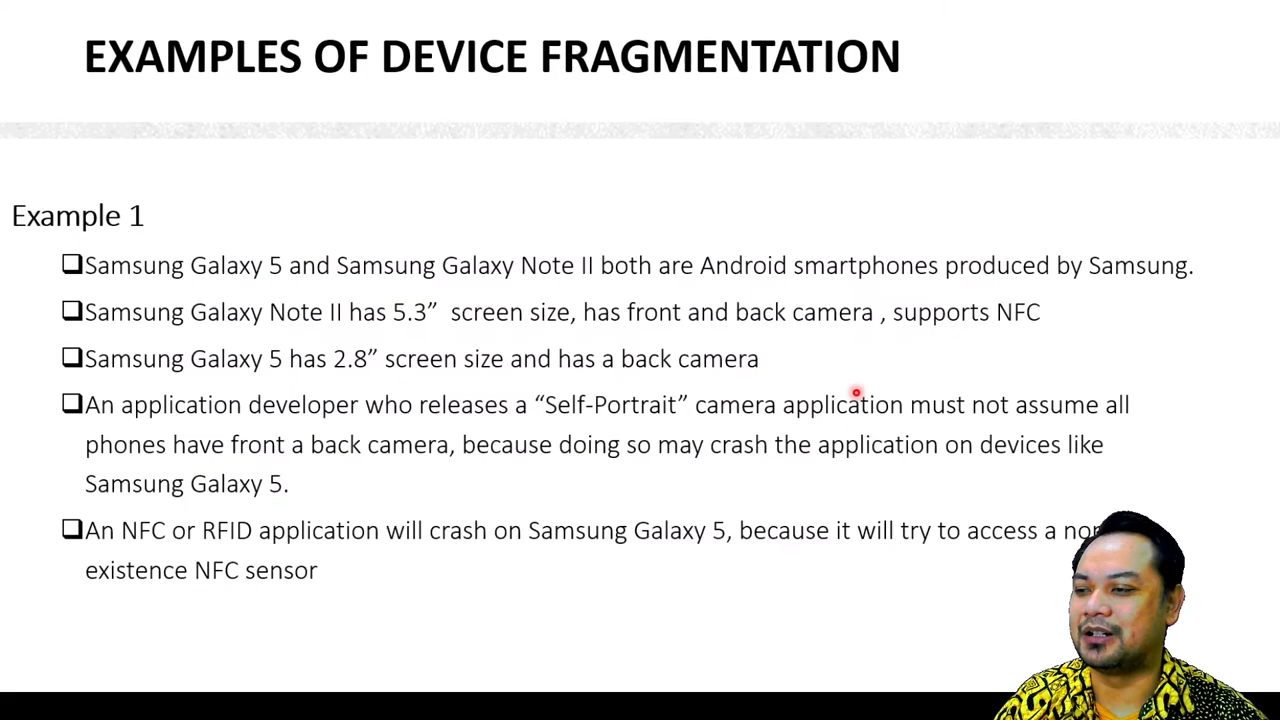 EXAMPLES OF DEVICE FRAGMENTATION
Example 1
❑Samsung Galaxy 5 and Samsung Galaxy Note II both are Android smartphones produced by Samsung.
❑Samsung Galaxy Note II has 5.3” screen size, has front and back camera , supports NFC
❑Samsung Galaxy 5 has 2.8” screen size and has a back camera
❑An application developer who releases a “Self-Portrait” camera application must not assume all
phones have front a back camera, because doing so may crash the application on devices like
Samsung Galaxy 5.
❑An NFC or RFID application will crash on Samsung Galaxy 5, because it will try to access a
existence NFC sensor